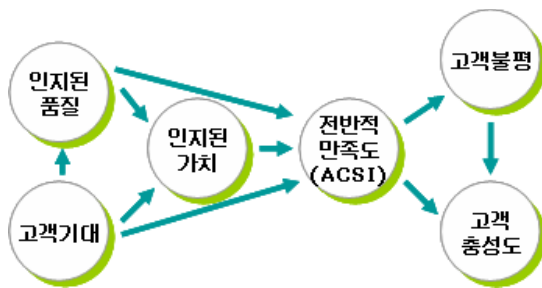 인지된
품질
고객기대
인지된
가치
전반적
만족도
(ACSI)
고객불평
고객
충성도